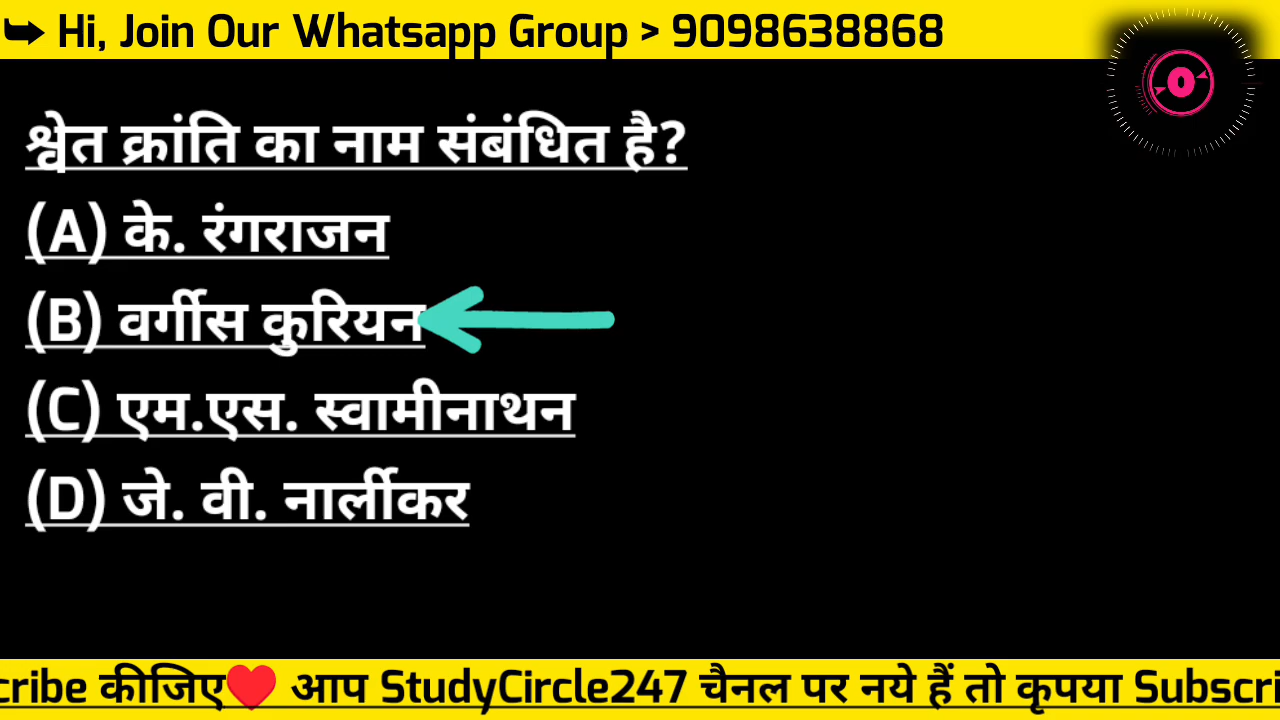 Hi, Join Our Whatsapp Group > 9098638868
0
श्वेत क्रांति का नाम संबंधित है?
(A) के. रंगराजन
(B) वर्गीस कुरियन
(C) एम.एस. स्वामीनाथन
(D) जे. वी. नार्लीकर
cribe कीजिए❤️ आप StudyCircle247 चैनल पर नये हैं तो कृपया Subscri